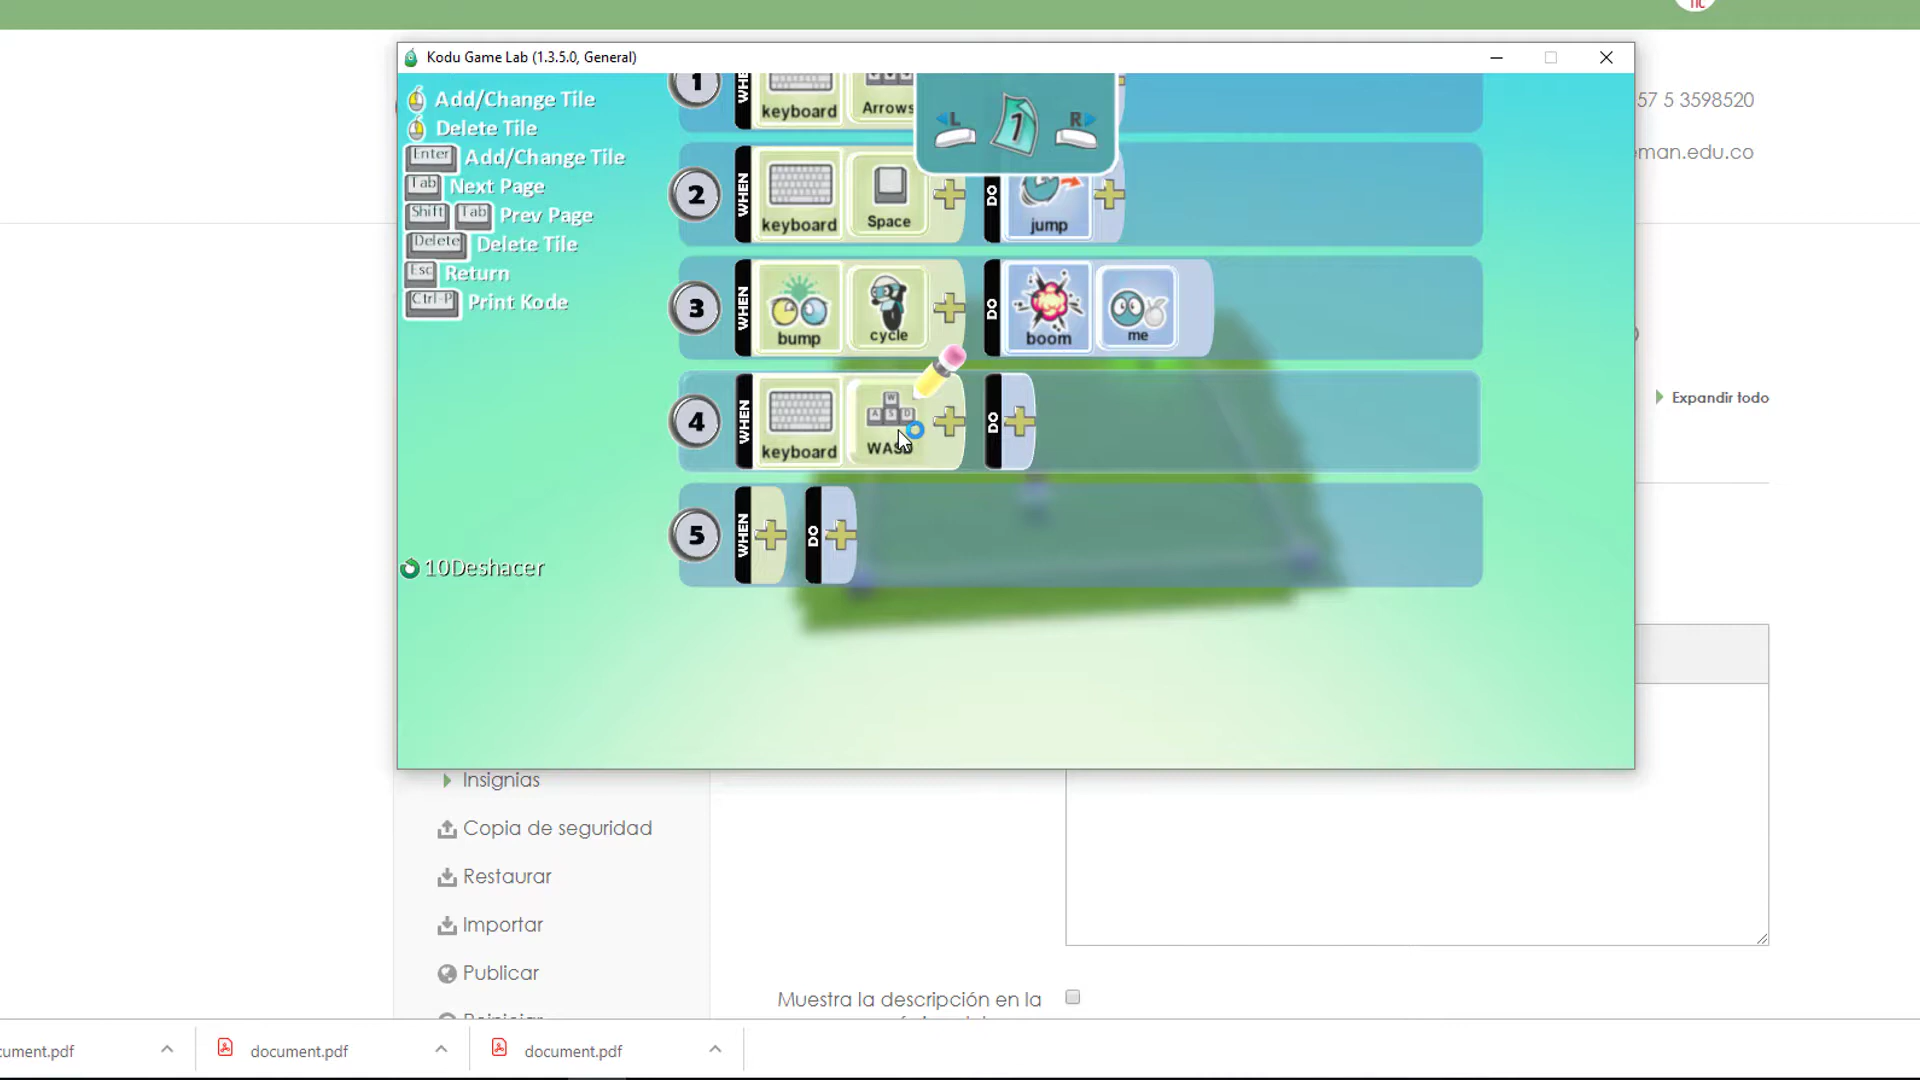 Kodu Game Lab (1.3.5.0, General)
57 5 3598520
eman.edu.co
Expandir todo
Add/Change Tile
Delete Tile
Enter Add/Change Tile
Tab Next Page
Shift Tab Prev Page
Delete Delete Tile
Esc Return
Ctrl-P Print Kode
10Deshacer
L 1 R
1 WHEN keyboard Arrows
2 WHEN keyboard Space DO jump
3 WHEN bump cycle DO boom me
4 WHEN keyboard W A S D WASD DO
5 WHEN DO
Insignias
Copia de seguridad
Restaurar
Importar
Publicar
Reiniciar
Muestra la descripción en la
cument.pdf
document.pdf
document.pdf